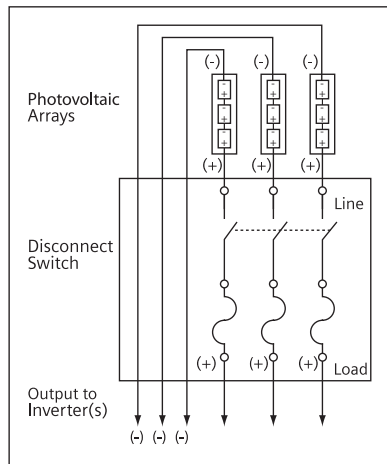 (-) (-) (-)
Photovoltaic
Arrays
- + - + - +
- + - + - +
- + - + - +
(+) (+) (+)
Line
Disconnect
Switch
(+) (+) (+)
Load
Output to
Inverter(s)
(-) (-) (-)